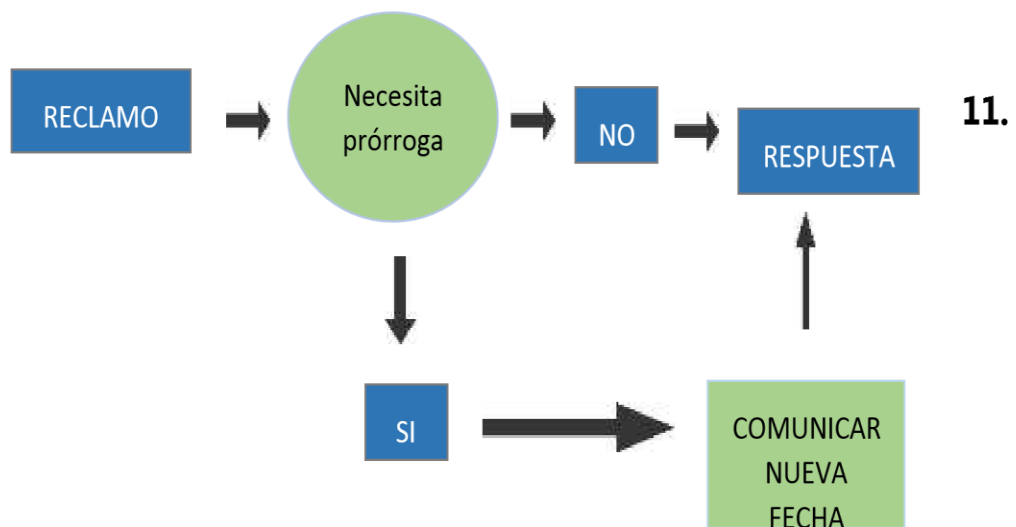 RECLAMO
Necesita
prórroga
NO
RESPUESTA
11.
SI
COMUNICAR
NUEVA
FECHA